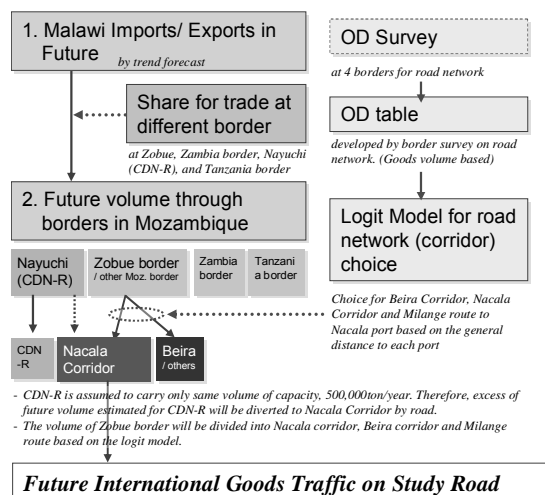 1. Malawi Imports/ Exports in
Future
by trend forecast
Share for trade at
different border
at Zobue, Zambia border, Nayuchi
(CDN-R), and Tanzania border
2. Future volume through
borders in Mozambique
Nayuchi
(CDN-R)
Zobue border
/ other Moz. border
Zambia
border
Tanzani
a border
CDN
-R
Nacala
Corridor
Beira
/ others
OD Survey
at 4 borders for road network
OD table
developed by border survey on road
network. (Goods volume based)
Logit Model for road
network (corridor)
choice
Choice for Beira Corridor, Nacala
Corridor and Milange route to
Nacala port based on the general
distance to each port
- CDN-R is assumed to carry only same volume of capacity, 500,000ton/year. Therefore, excess of
future volume estimated for CDN-R will be diverted to Nacala Corridor by road.
- The volume of Zobue border will be divided into Nacala corridor, Beira corridor and Milange
route based on the logit model.
Future International Goods Traffic on Study Road